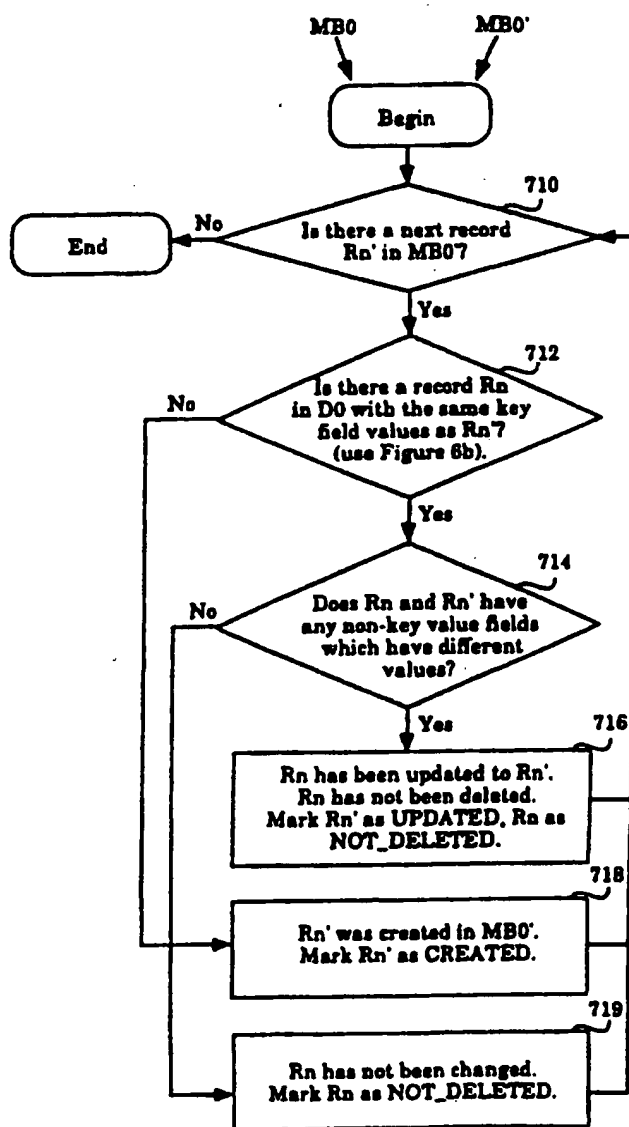 MB0 MB0'
Begin
710
Is there a next record
Rn' in MB0'?
No
End
Yes
712
Is there a record Rn
in D0 with the same key
field values as Rn'?
(use Figure 6b).
No
Yes
714
Does Rn and Rn' have
any non-key value fields
which have different
values?
No
Yes
716
Rn has been updated to Rn'.
Rn has not been deleted.
Mark Rn' as UPDATED, Rn as
NOT_DELETED.
718
Rn' was created in MB0'.
Mark Rn' as CREATED.
719
Rn has not been changed.
Mark Rn as NOT_DELETED.